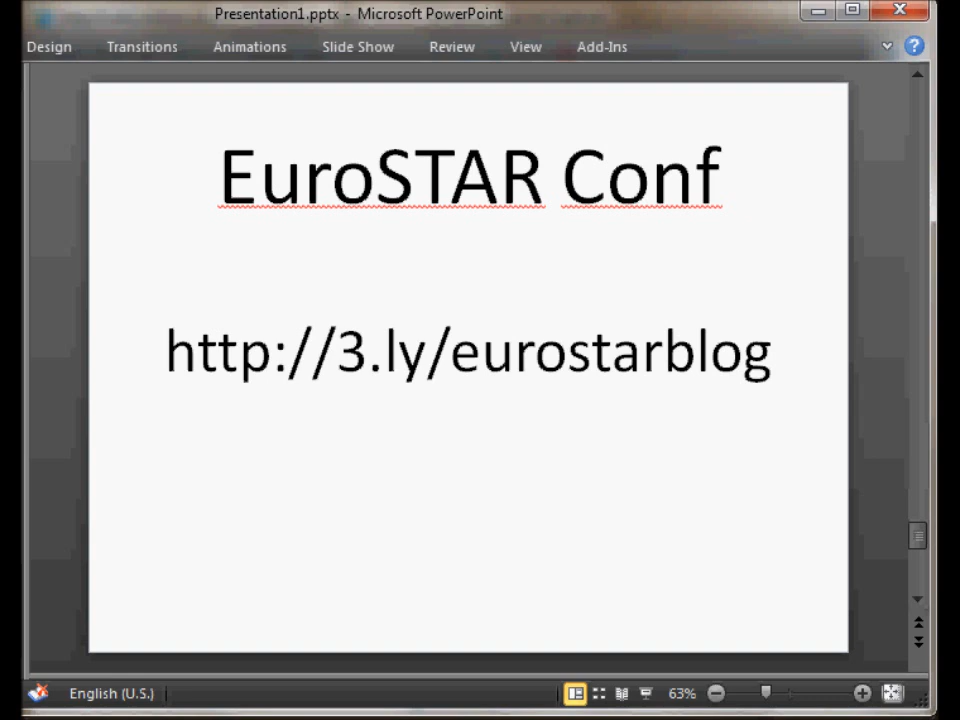 Presentation1.pptx - Microsoft PowerPoint
Design Transitions Animations Slide Show Review View Add-Ins
EuroSTAR Conf
http://3.ly/eurostarblog
English (U.S.) 63%